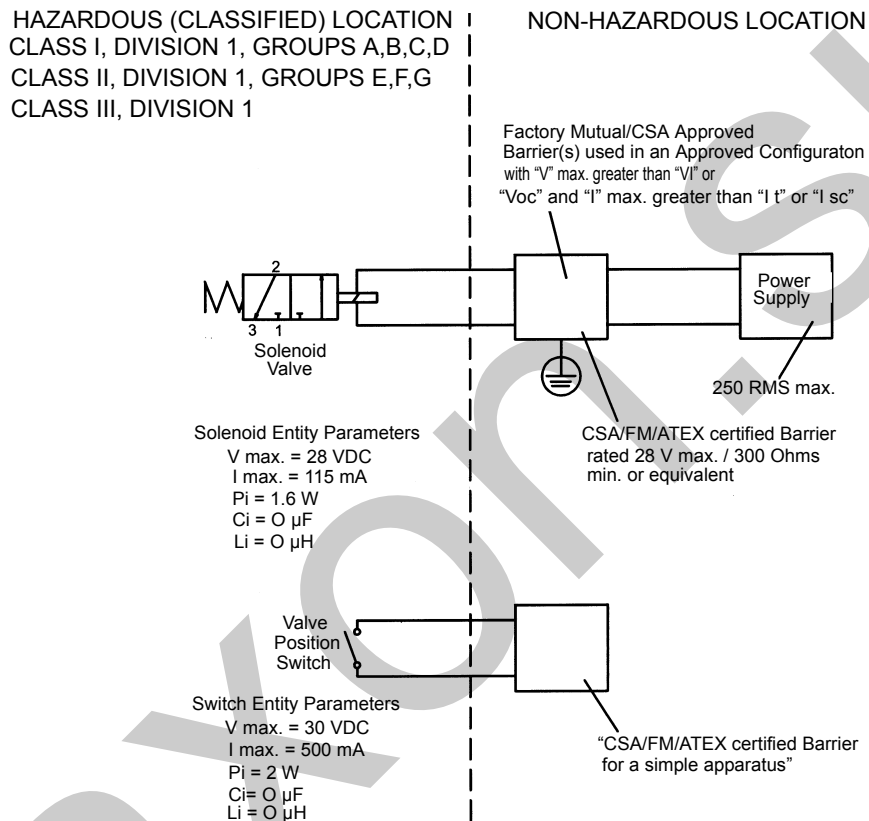 HAZARDOUS (CLASSIFIED) LOCATION
CLASS I, DIVISION 1, GROUPS A,B,C,D
CLASS II, DIVISION 1, GROUPS E,F,G
CLASS III, DIVISION 1
NON-HAZARDOUS LOCATION
Factory Mutual/CSA Approved
Barrier(s) used in an Approved Configuraton
with “V” max. greater than “VI” or
“Voc” and “I” max. greater than “I t” or “I sc”
2
3 1
Solenoid
Valve
Power
Supply
250 RMS max.
CSA/FM/ATEX certified Barrier
rated 28 V max. / 300 Ohms
min. or equivalent
Solenoid Entity Parameters
V max. = 28 VDC
I max. = 115 mA
Pi = 1.6 W
Ci = O µF
Li = O µH
Valve
Position
Switch
Switch Entity Parameters
V max. = 30 VDC
I max. = 500 mA
Pi = 2 W
Ci= O µF
Li = O µH
“CSA/FM/ATEX certified Barrier
for a simple apparatus”